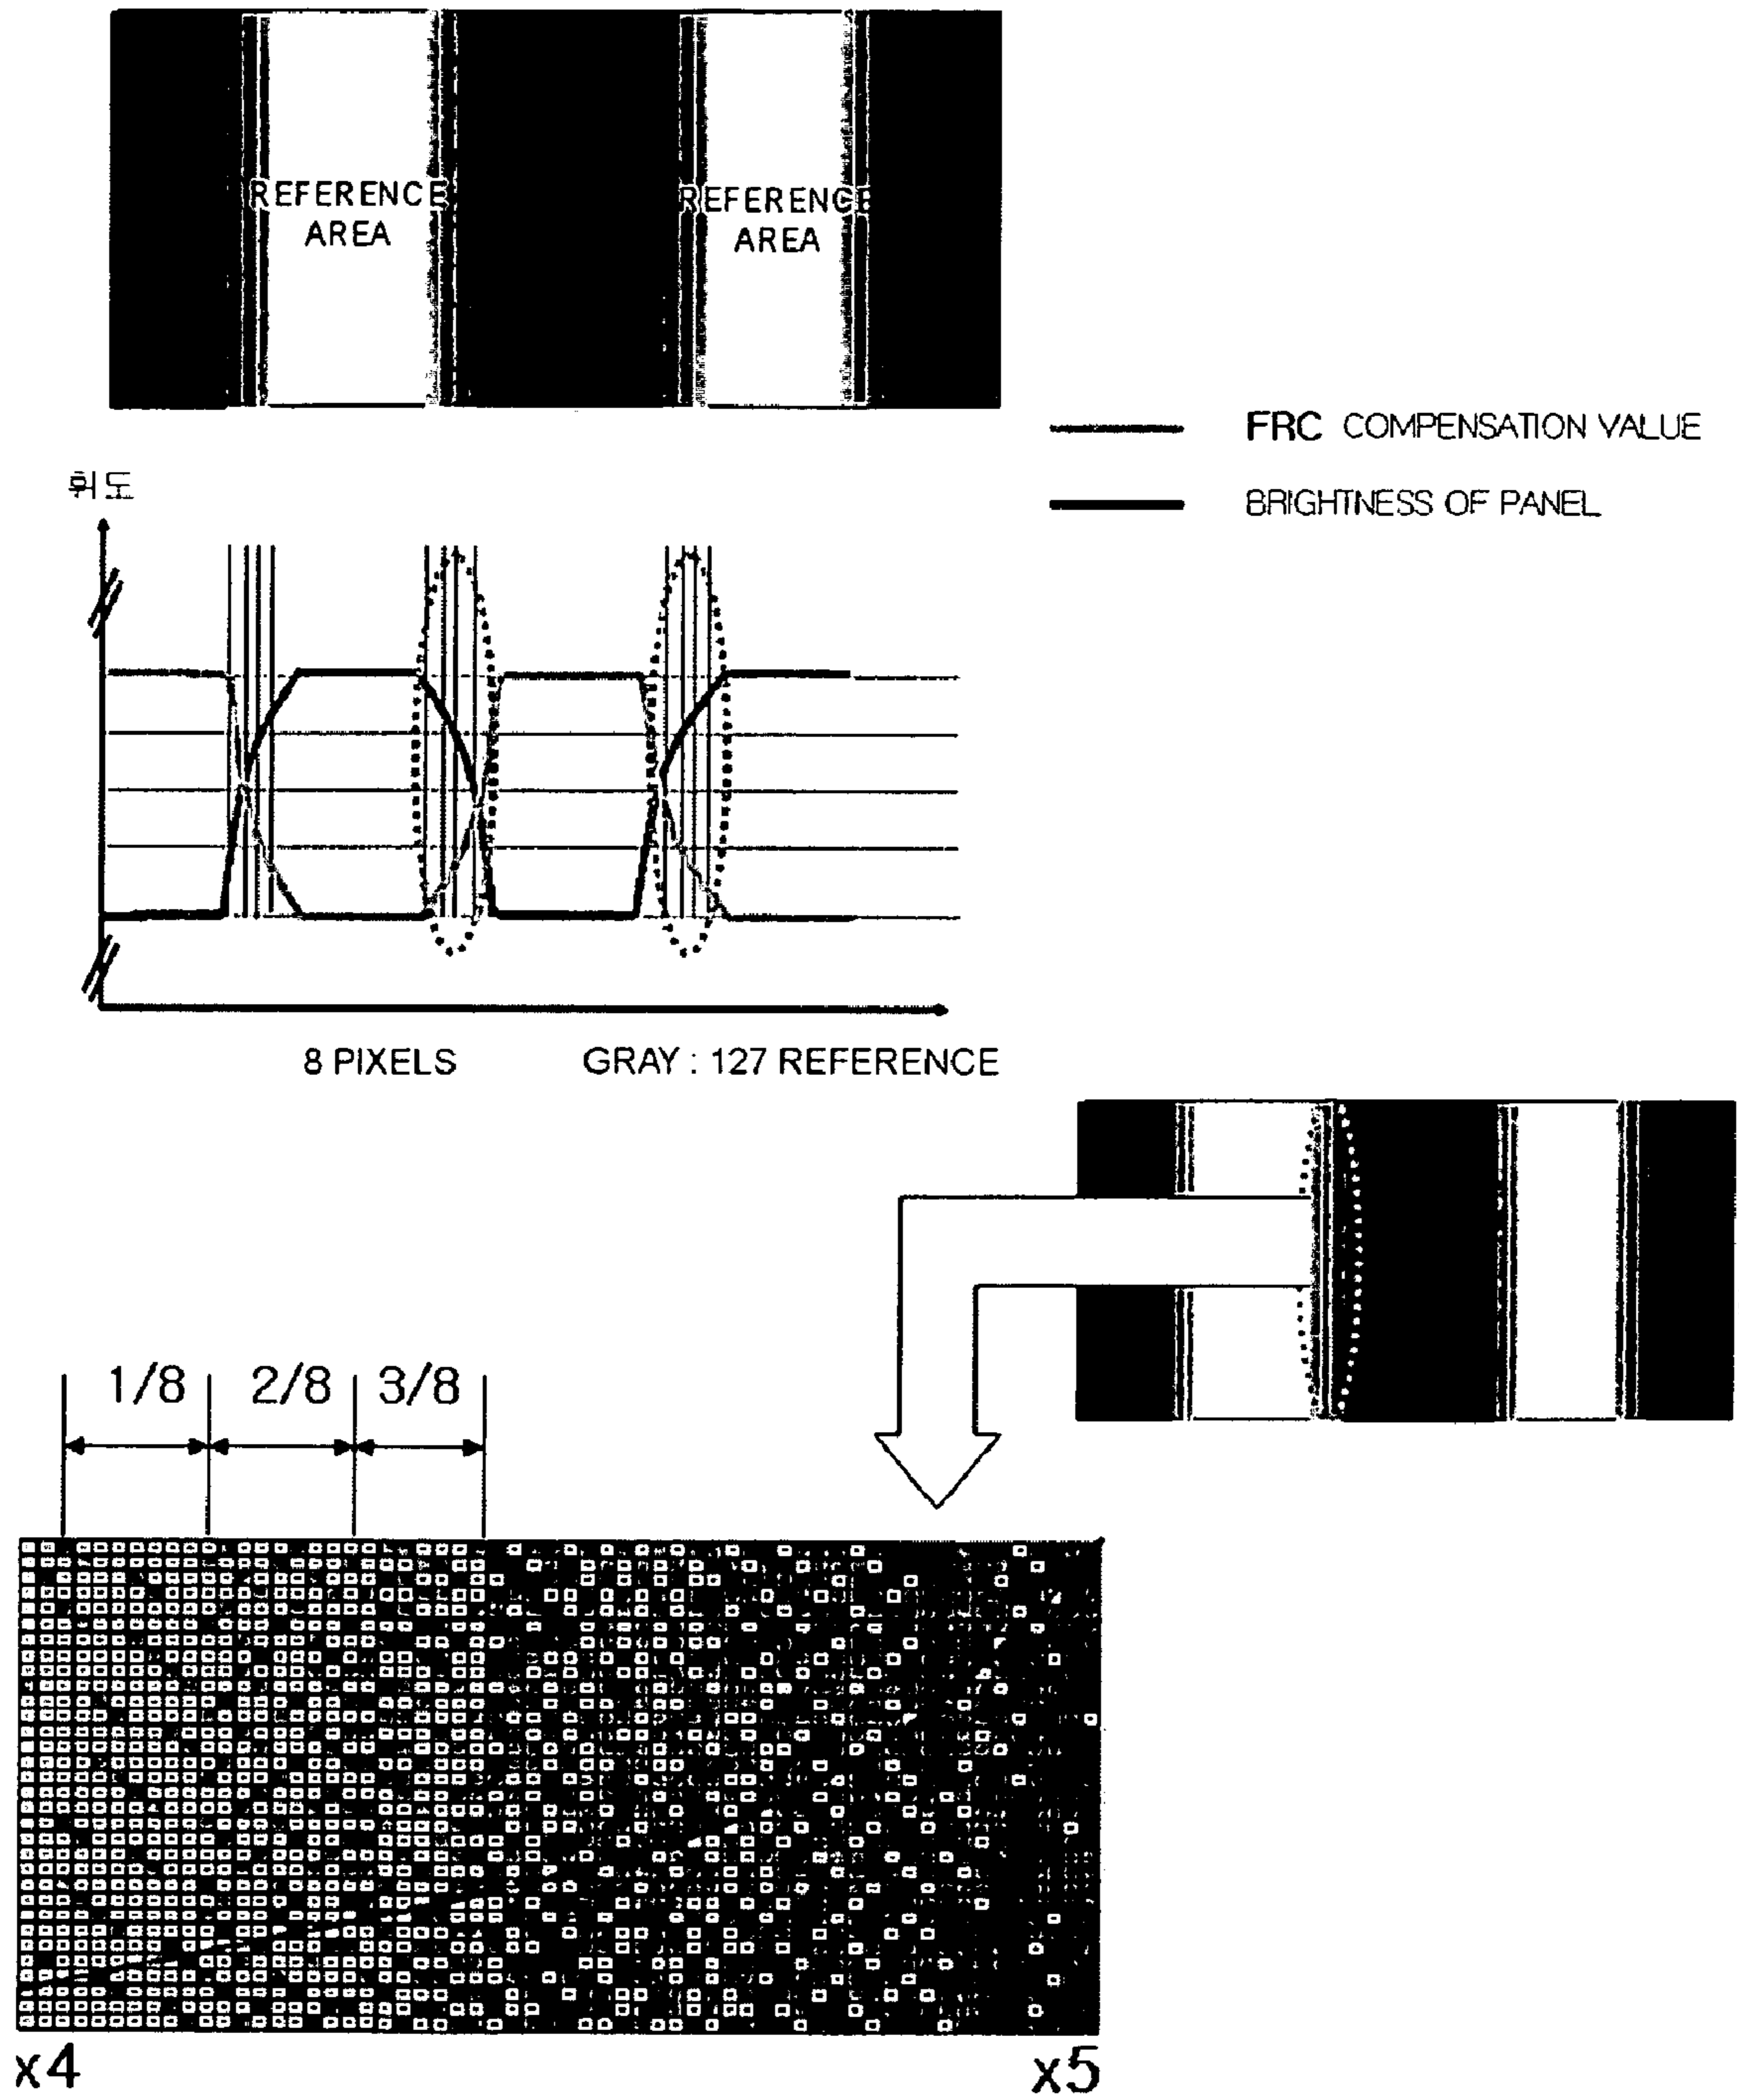 REFERENCE
AREA
REFERENCE
AREA
FRC COMPENSATION VALUE
BRIGHTNESS OF PANEL
휘도
8 PIXELS
GRAY : 127 REFERENCE
1/8
2/8
3/8
x4
x5